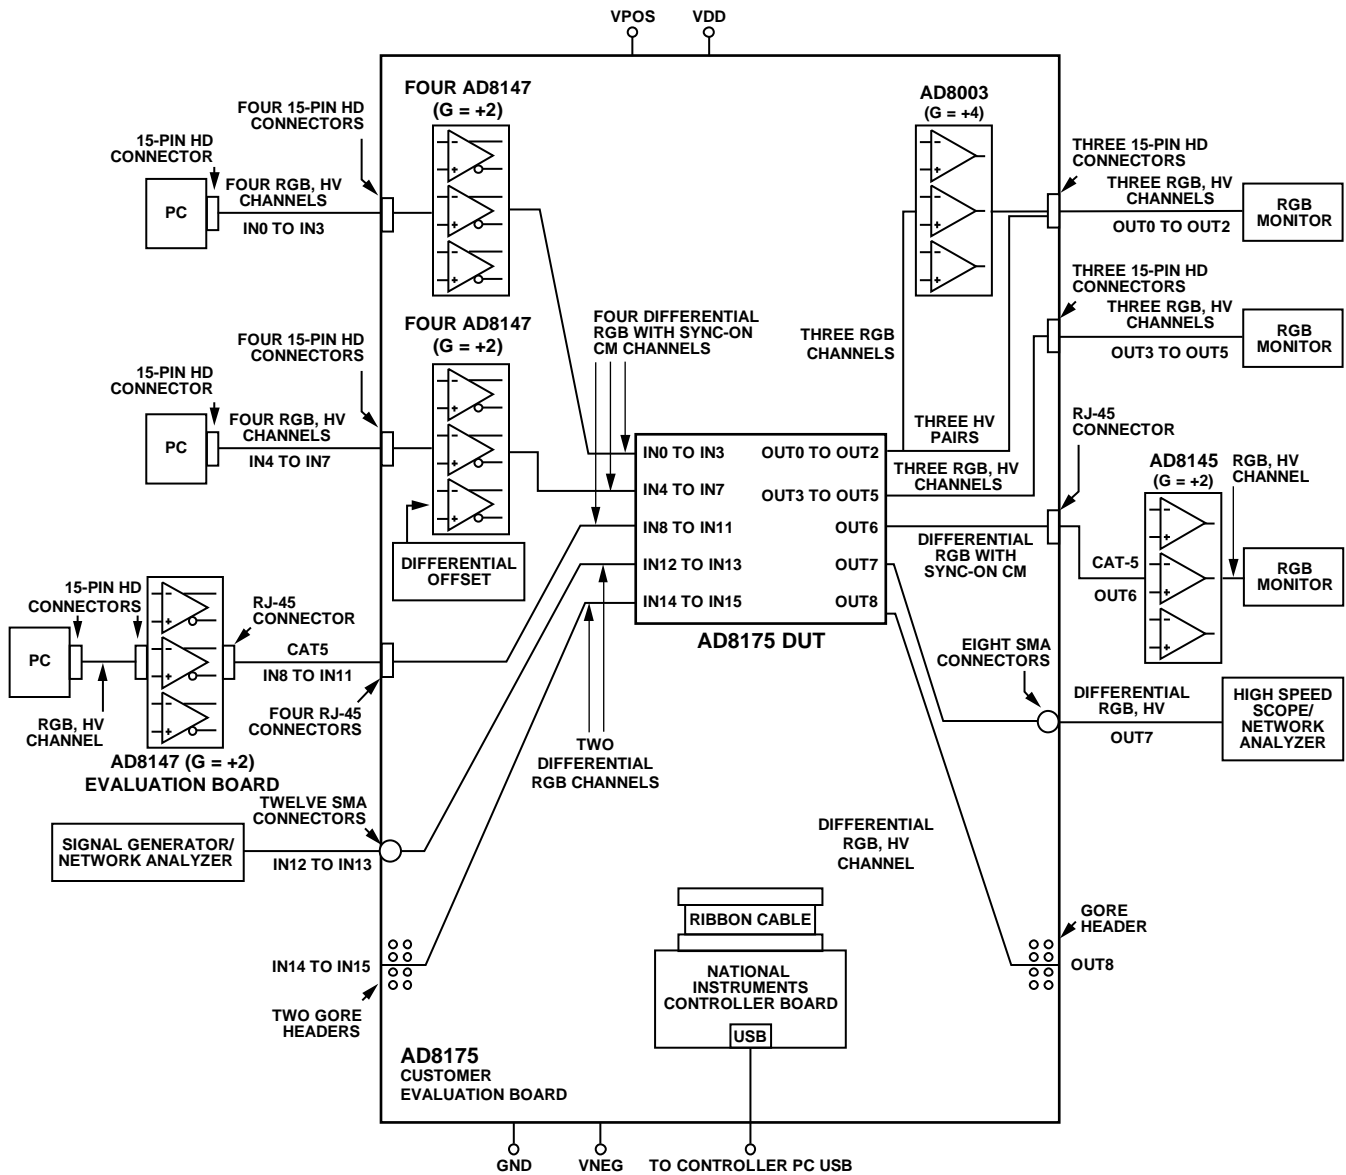 VPOS
VDD
FOUR AD8147
(G = +2)
AD8003
(G = +4)
FOUR 15-PIN HD
CONNECTORS
15-PIN HD
CONNECTOR
PC
FOUR RGB, HV
CHANNELS
IN0 TO IN3
THREE 15-PIN HD
CONNECTORS
THREE RGB, HV
CHANNELS
OUT0 TO OUT2
RGB
MONITOR
THREE 15-PIN HD
CONNECTORS
THREE RGB, HV
CHANNELS
OUT3 TO OUT5
RGB
MONITOR
FOUR AD8147
(G = +2)
FOUR 15-PIN HD
CONNECTORS
15-PIN HD
CONNECTOR
PC
FOUR RGB, HV
CHANNELS
IN4 TO IN7
FOUR DIFFERENTIAL
RGB WITH SYNC-ON
CM CHANNELS
THREE RGB
CHANNELS
THREE HV
PAIRS
THREE RGB, HV
CHANNELS
IN0 TO IN3
OUT0 TO OUT2
IN4 TO IN7
OUT3 TO OUT5
IN8 TO IN11
OUT6
IN12 TO IN13
OUT7
IN14 TO IN15
OUT8
AD8175 DUT
RJ-45
CONNECTOR
AD8145
(G = +2)
RGB, HV
CHANNEL
DIFFERENTIAL
RGB WITH
SYNC-ON CM
CAT-5
OUT6
RGB
MONITOR
DIFFERENTIAL
OFFSET
15-PIN HD
CONNECTORS
RJ-45
CONNECTOR
PC
CAT5
IN8 TO IN11
RGB, HV
CHANNEL
FOUR RJ-45
CONNECTORS
AD8147 (G = +2)
EVALUATION BOARD
TWO
DIFFERENTIAL
RGB CHANNELS
EIGHT SMA
CONNECTORS
DIFFERENTIAL
RGB, HV
OUT7
HIGH SPEED
SCOPE/
NETWORK
ANALYZER
TWELVE SMA
CONNECTORS
SIGNAL GENERATOR/
NETWORK ANALYZER
IN12 TO IN13
DIFFERENTIAL
RGB, HV
CHANNEL
RIBBON CABLE
NATIONAL
INSTRUMENTS
CONTROLLER BOARD
USB
GORE
HEADER
OUT8
IN14 TO IN15
TWO GORE
HEADERS
AD8175
CUSTOMER
EVALUATION BOARD
GND
VNEG
TO CONTROLLER PC USB